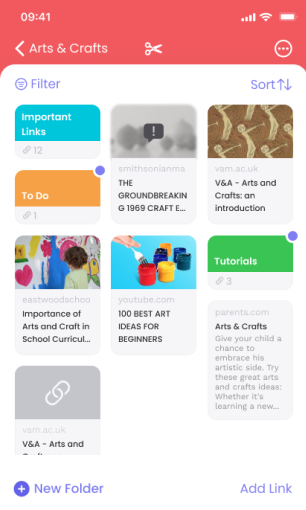 09:41
Arts & Crafts
Filter
Sort
Important
Links
12
To Do
1
smithsonianma
THE
GROUNDBREAKIN
G 1969 CRAFT E...
vam.ac.uk
V&A - Arts and
Crafts: an
introduction
eastwoodschoo
Importance of
Arts and Craft in
School Curricul...
youtube.com
100 BEST ART
IDEAS FOR
BEGINNERS
Tutorials
3
parents.com
Arts & Crafts
Give your child a
chance to
embrace his
artistic side. Try
these great arts
and crafts ideas:
Whether it's
learning a new...
vam.ac.uk
V&A - Arts and
New Folder
Add Link